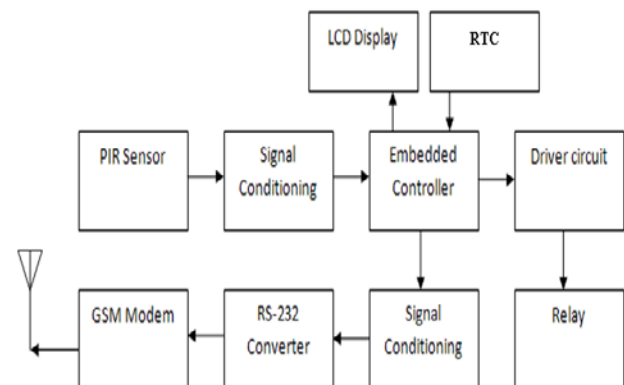 LCD Display
RTC
PIR Sensor
Signal
Conditioning
Embedded
Controller
Driver circuit
GSM Modem
RS-232
Converter
Signal
Conditioning
Relay